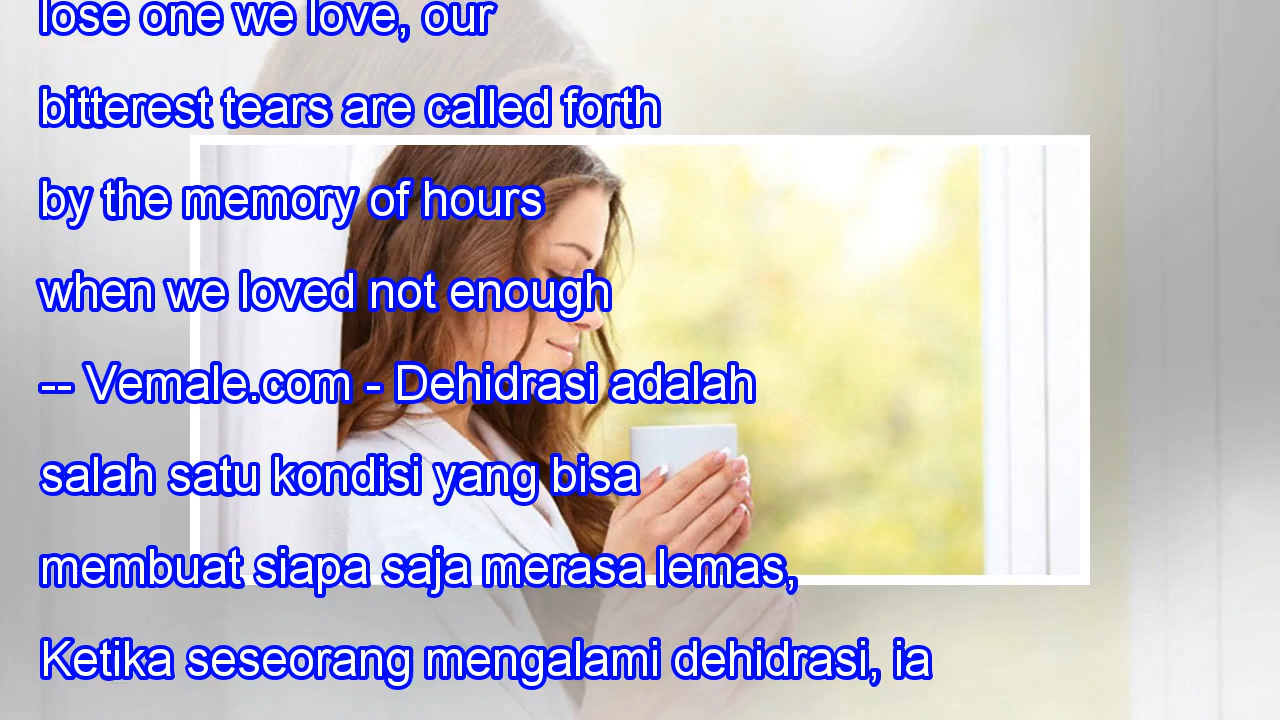 lose one we love, our
bitterest tears are called forth
by the memory of hours
when we loved not enough
-- Vemale.com - Dehidrasi adalah
salah satu kondisi yang bisa
membuat siapa saja merasa lemas,
Ketika seseorang mengalami dehidrasi, ia